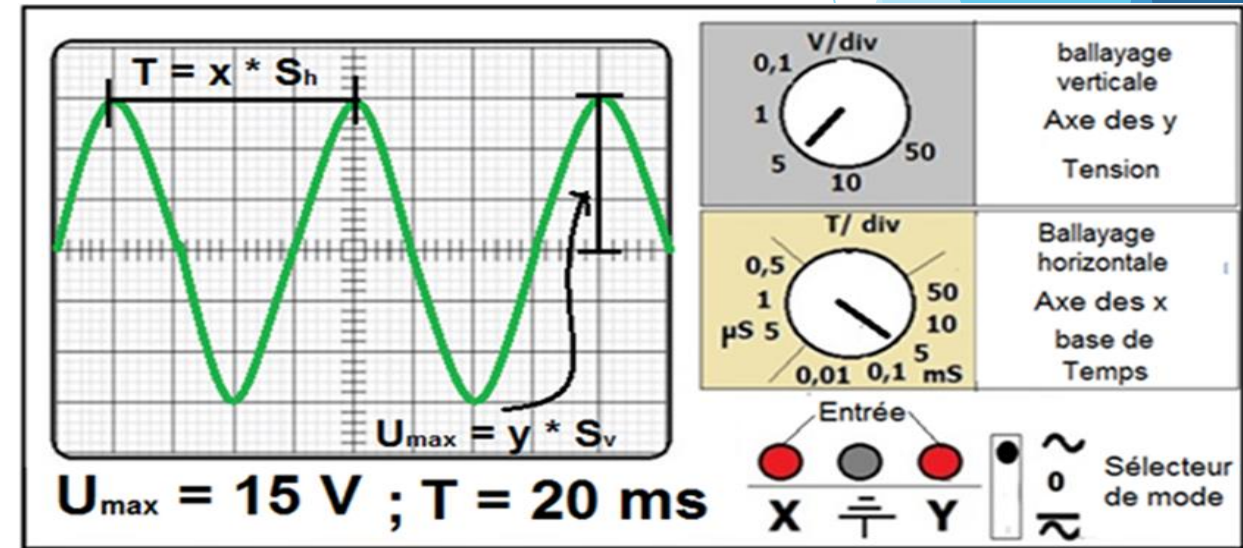 T = x * Sh
Umax = y * Sv
Umax = 15 V ; T = 20 ms
V/div
0,1
1
5
10
50
ballayage
verticale
Axe des y
Tension
T/ div
0,5
1
µS 5
0,01
0,1 mS
5
10
50
Ballayage
horizontale
Axe des x
base de
Temps
Entrée
X
Y
0
Sélecteur
de mode